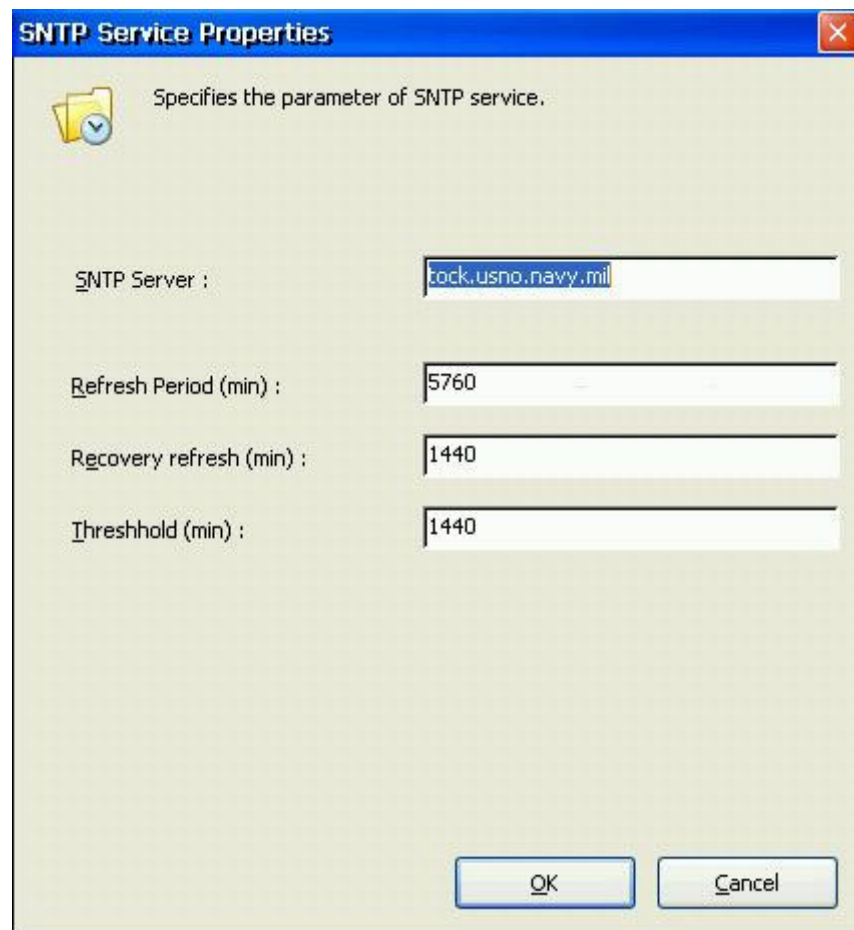 SNTP Service Properties
Specifies the parameter of SNTP service.
SNTP Server : tock.usno.navy.mil
Refresh Period (min) : 5760
Recovery refresh (min) : 1440
Threshhold (min) : 1440
OK Cancel